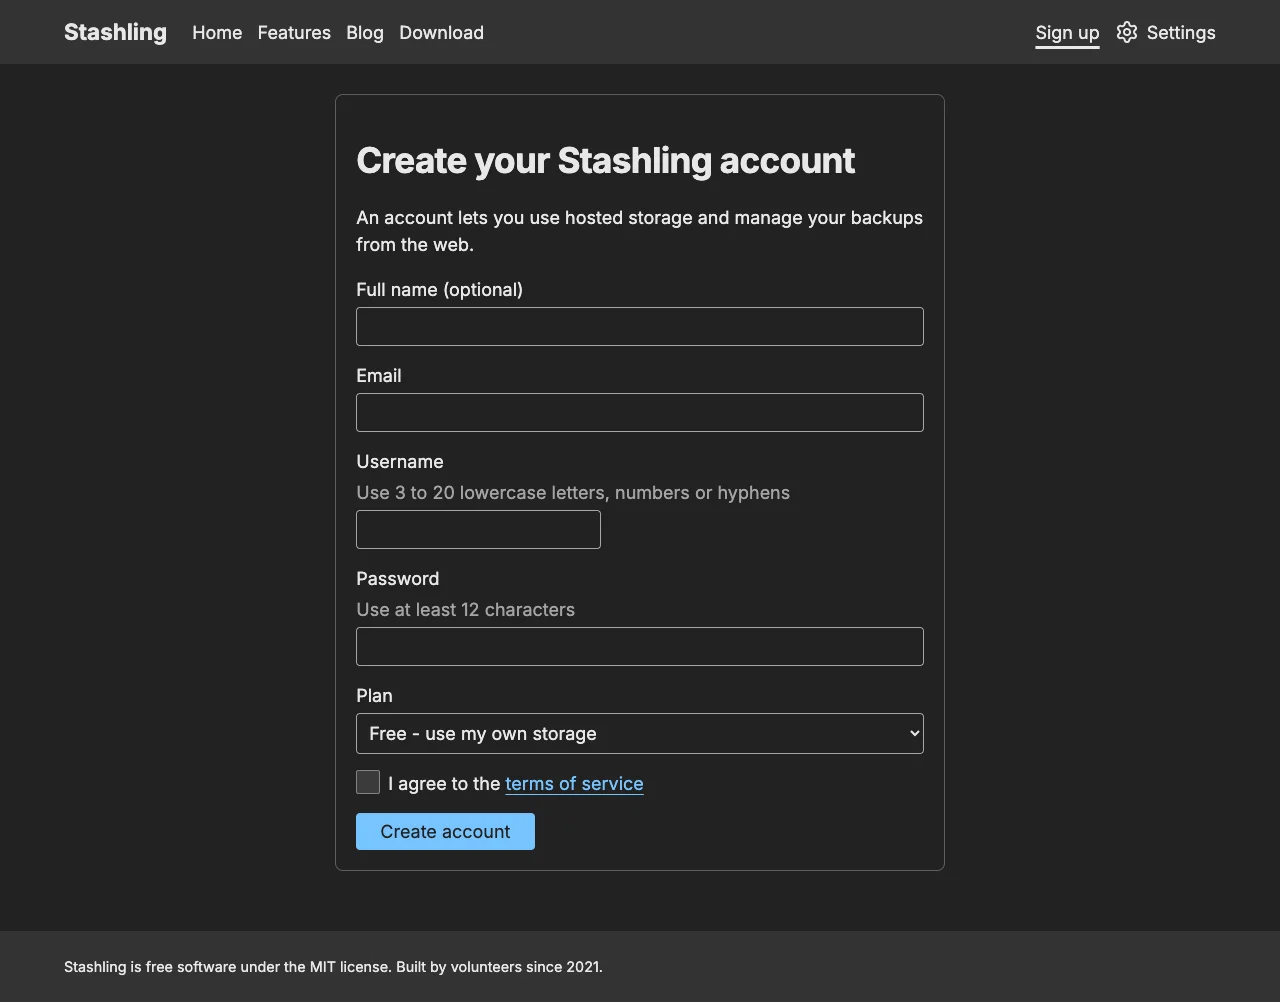 Stashling Home Features Blog Download Sign up Settings
Create your Stashling account
An account lets you use hosted storage and manage your backups
from the web.
Full name (optional)
Email
Username
Use 3 to 20 lowercase letters, numbers or hyphens
Password
Use at least 12 characters
Plan
Free - use my own storage
I agree to the terms of service
Create account
Stashling is free software under the MIT license. Built by volunteers since 2021.